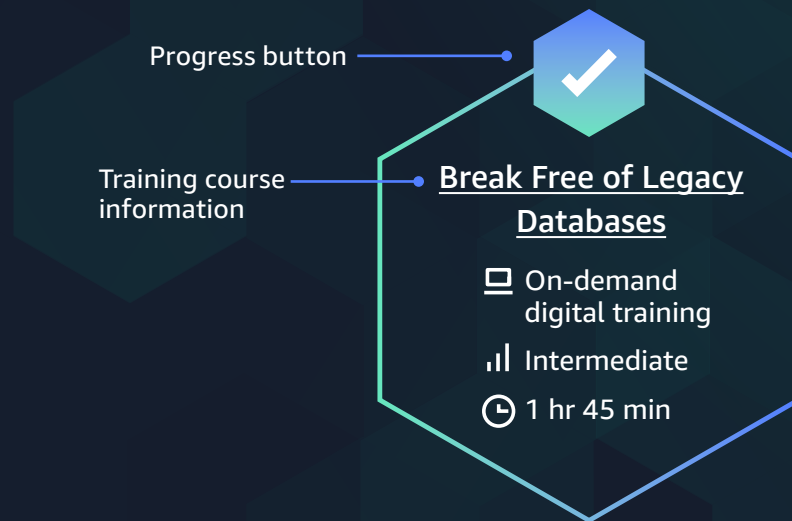 Progress button
Training course
information
Break Free of Legacy
Databases
On-demand
digital training
Intermediate
1 hr 45 min